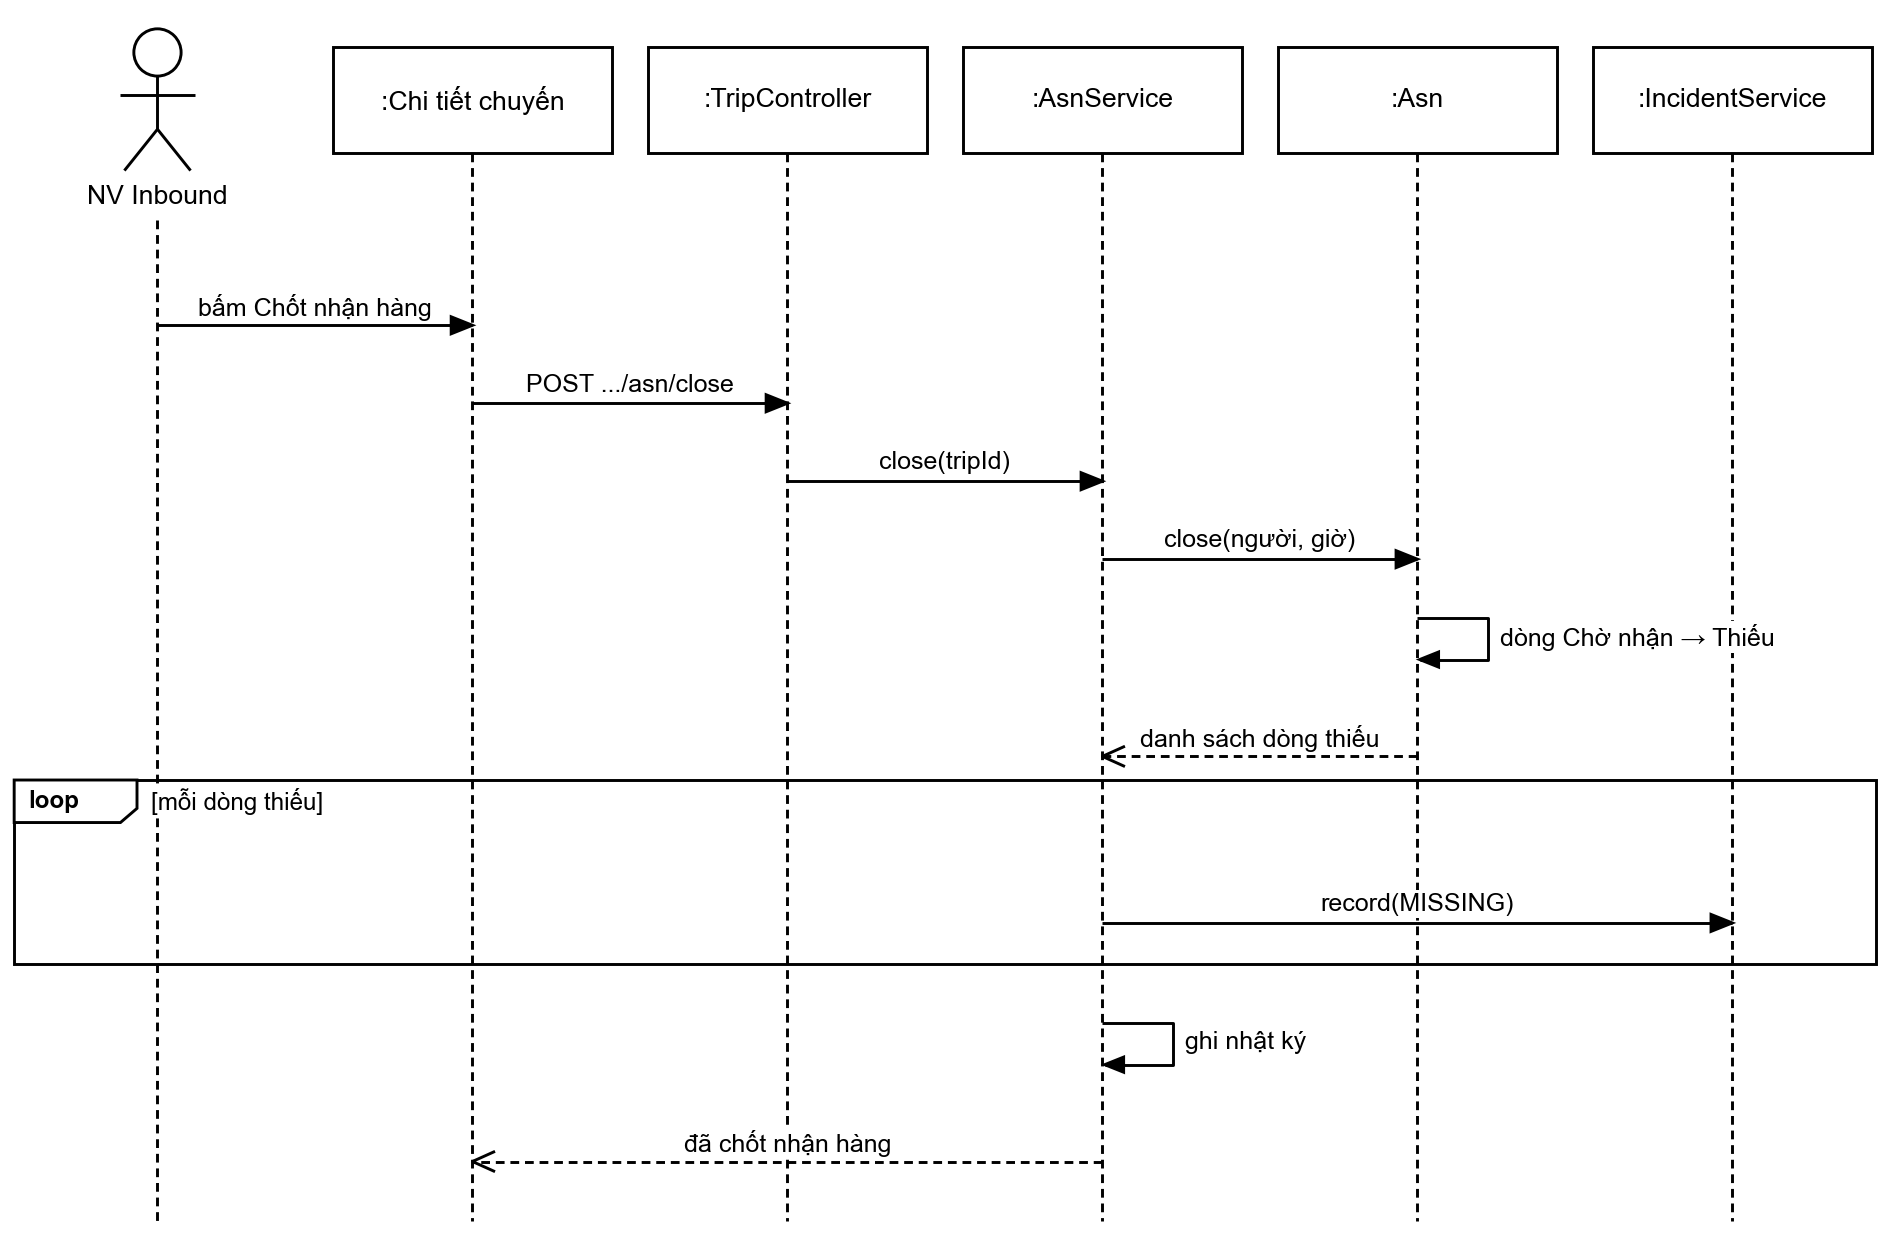 :Chi tiết chuyến
:TripController
:AsnService
:Asn
:IncidentService
NV Inbound
bấm Chốt nhận hàng
POST .../asn/close
close(tripId)
close(người, giờ)
dòng Chờ nhận → Thiếu
danh sách dòng thiếu
loop
[mỗi dòng thiếu]
record(MISSING)
ghi nhật ký
đã chốt nhận hàng